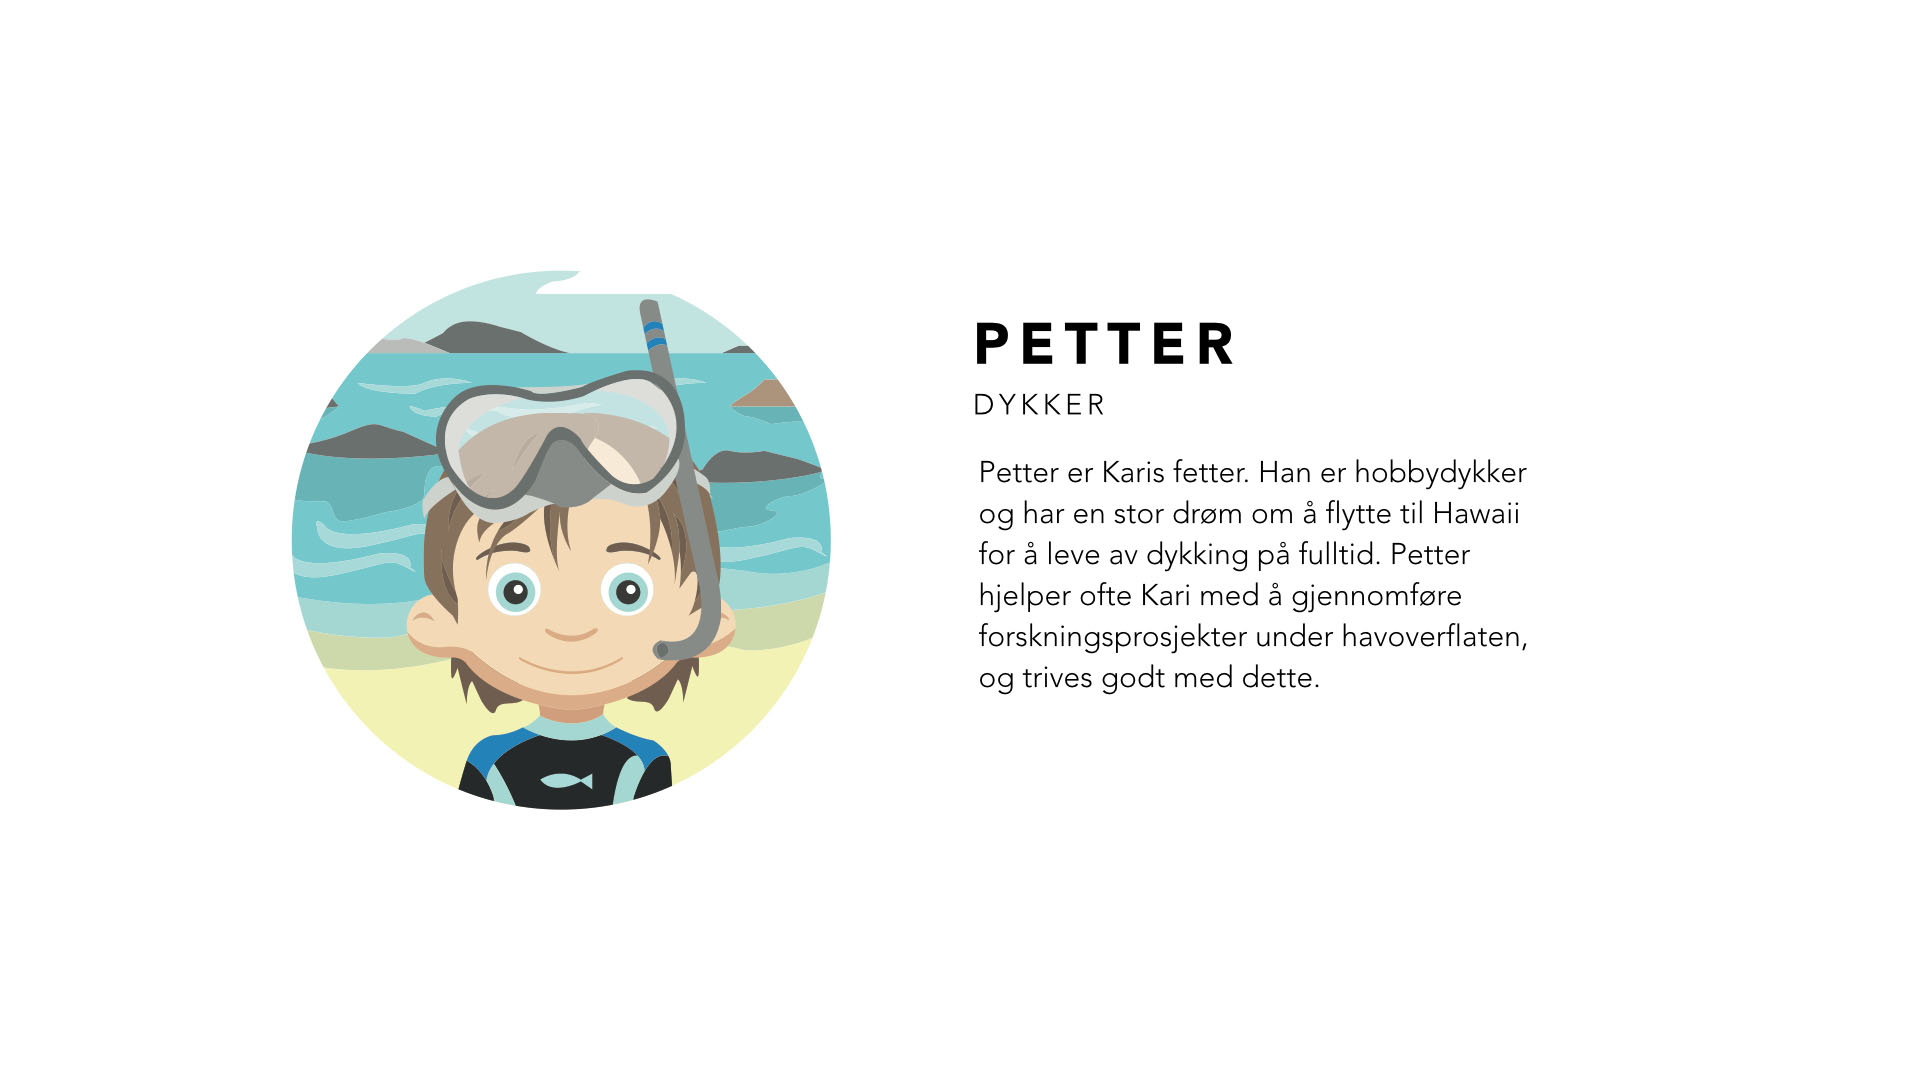 PETTER
DYKKER
Petter er Karis fetter. Han er hobbydykker
og har en stor drøm om å flytte til Hawaii
for å leve av dykking på fulltid. Petter
hjelper ofte Kari med å gjennomføre
forskningsprosjekter under havoverflaten,
og trives godt med dette.